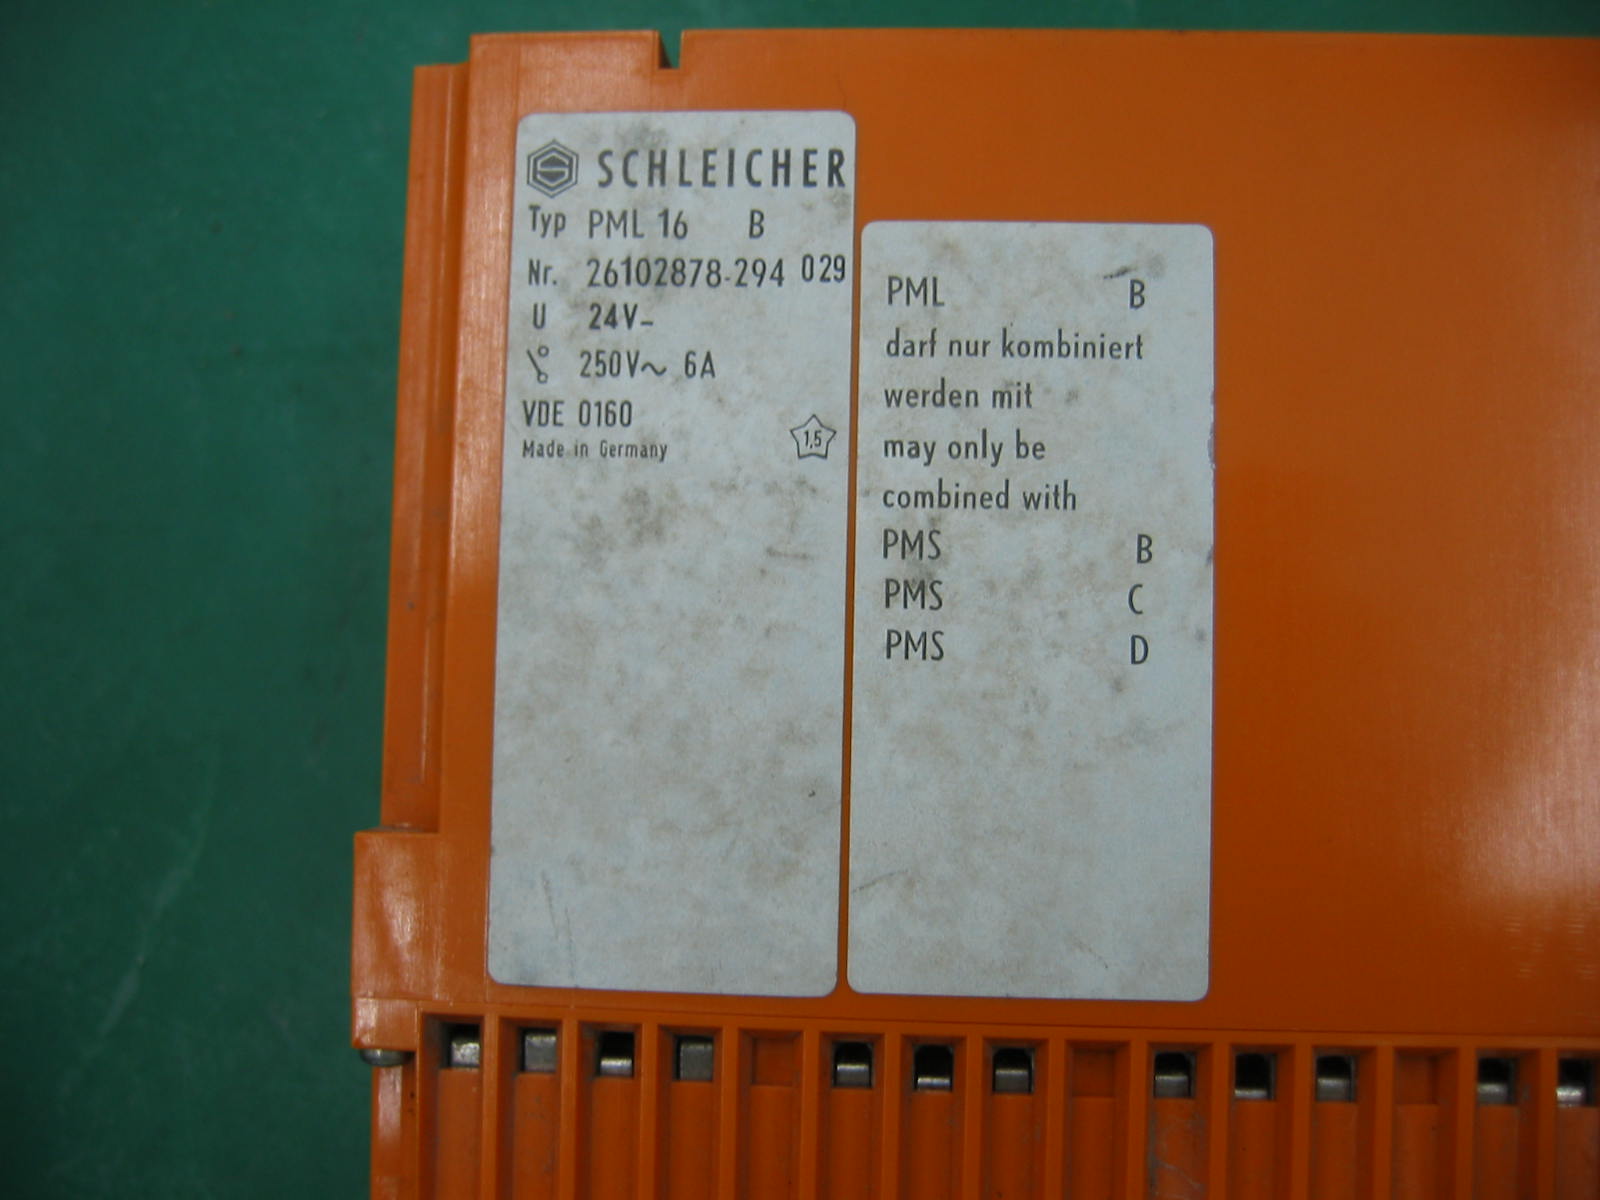 SCHLEICHER
Typ PML 16 B
Nr. 26102878-294 029
U 24V-
250V~ 6A
VDE 0160
Made in Germany
1.5
PML B
darf nur kombiniert
werden mit
may only be
combined with
PMS B
PMS C
PMS D